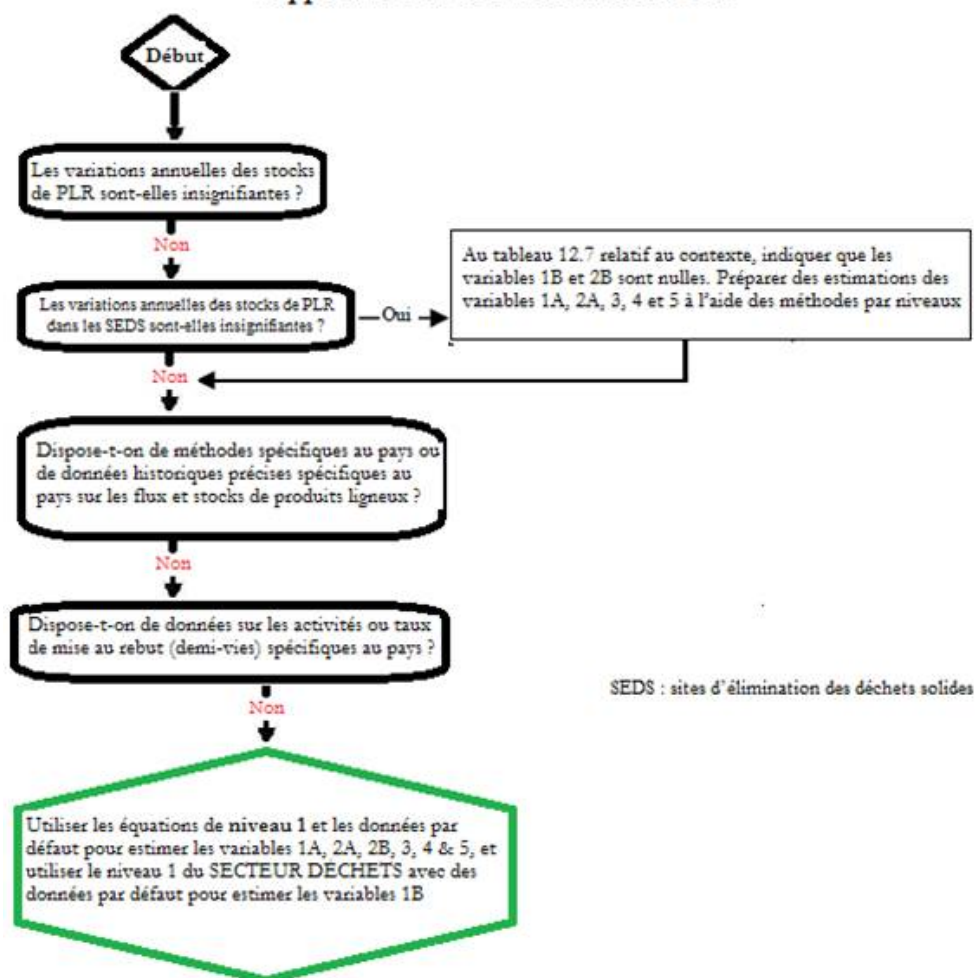 Début
Les variations annuelles des stocks
de PLR sont-elles insignifiantes ?
Non
Les variations annuelles des stocks de PLR
dans les SEDS sont-elles insignifiantes ?
Oui
Au tableau 12.7 relatif au contexte, indiquer que les
variables 1B et 2B sont nulles. Préparer des estimations des
variables 1A, 2A, 3, 4 et 5 à l'aide des méthodes par niveaux
Non
Dispose-t-on de méthodes spécifiques au pays ou
de données historiques précises spécifiques au
pays sur les flux et stocks de produits ligneux ?
Non
Dispose-t-on de données sur les activités ou taux
de mise au rebut (demi-vies) spécifiques au pays ?
Non
SEDS : sites d'élimination des déchets solides
Utiliser les équations de niveau 1 et les données par
défaut pour estimer les variables 1A, 2A, 2B, 3, 4 & 5, et
utiliser le niveau 1 du SECTEUR DECHETS avec des
données par défaut pour estimer les variables 1B